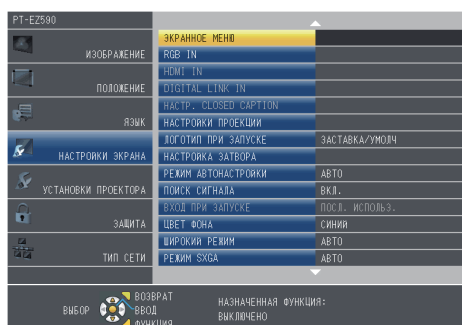 PT-EZ590
ИЗОБРАЖЕНИЕ
ПОЛОЖЕНИЕ
ЯЗЫК
НАСТРОЙКИ ЭКРАНА
УСТАНОВКИ ПРОЕКТОРА
ЗАЩИТА
ТИП СЕТИ
ЭКРАННОЕ МЕНЮ
RGB IN
HDMI IN
DIGITAL LINK IN
НАСТР. CLOSED CAPTION
НАСТРОЙКИ ПРОЕКЦИИ
ЛОГОТИП ПРИ ЗАПУСКЕ ЗАСТАВКА/УМОЛЧ
НАСТРОЙКА ЗАТВОРА
РЕЖИМ АВТОНАСТРОЙКИ АВТО
ПОИСК СИГНАЛА ВКЛ.
ВХОД ПРИ ЗАПУСКЕ ПОСЛ. ИСПОЛЬЗ.
ЦВЕТ ФОНА СИНИЙ
ШИРОКИЙ РЕЖИМ АВТО
РЕЖИМ SXGA АВТО
ВЫБОР
ВОЗВРАТ
ВВОД
ФУНКЦИЯ
НАЗНАЧЕННАЯ ФУНКЦИЯ:
ВЫКЛЮЧЕНО